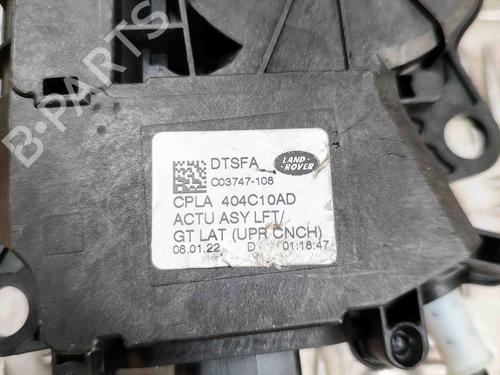 B-PARTS
DTSFA
LAND-
ROVER
C03747-108
CPLA 404C10AD
ACTU ASY LFT/
GT LAT (UPR CNCH)
08.01.22 01:18:47